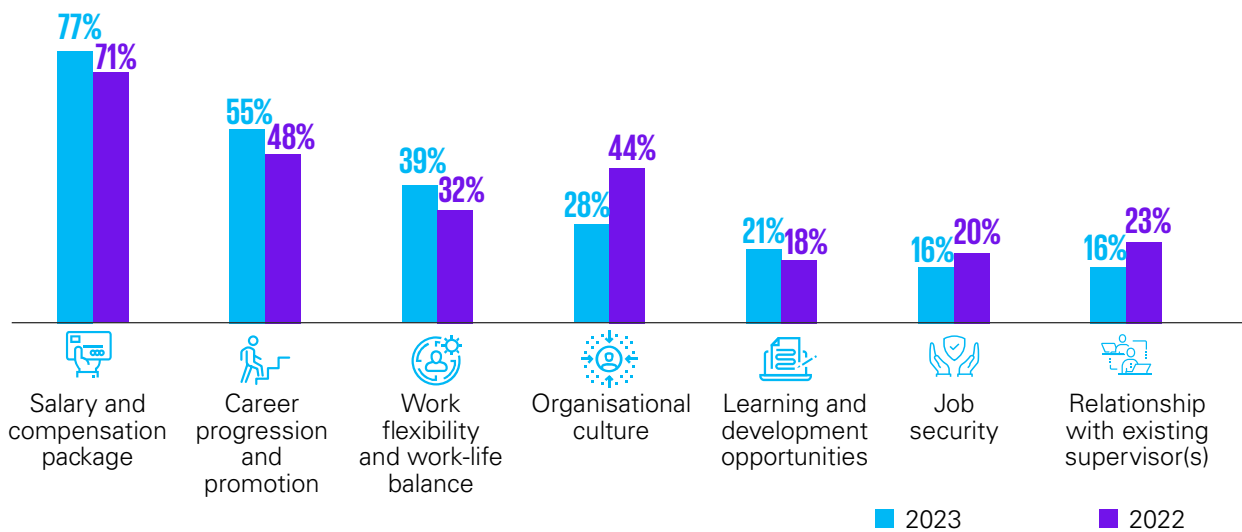 77%
71%
55%
48%
39%
32%
28%
44%
21%
18%
16%
20%
16%
23%
Salary and
compensation
package
Career
progression
and
promotion
Work
flexibility
and work-life
balance
Organisational
culture
Learning and
development
opportunities
Job
security
Relationship
with existing
supervisor(s)
2023
2022